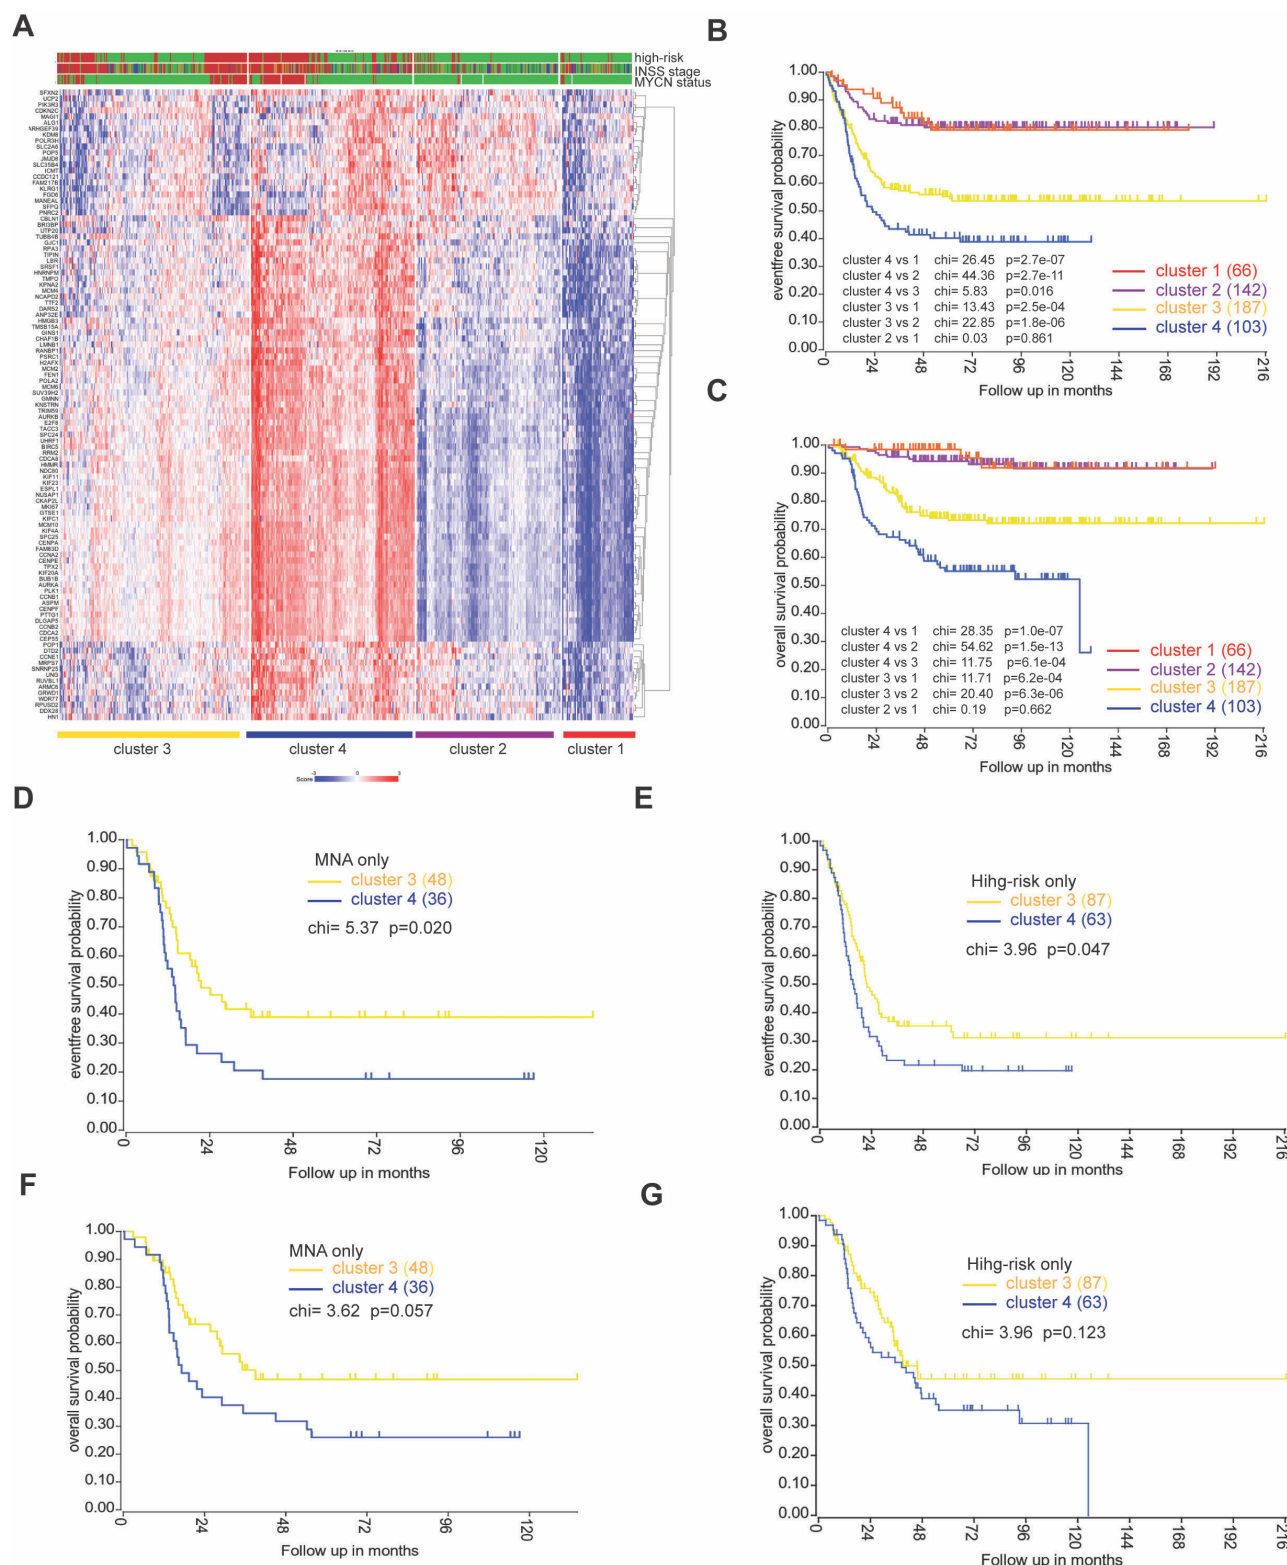 A
high-risk
INSS stage
MYCN status
SFXN2
UCP2
PIK3R3
CDKN2C
MAGI1
ALG1
ARHGEF39
KDM8
POLR3H
SLC2A6
POP5
JMJD8
SLC35B4
ICMT
CCDC121
FAM217B
KLRG1
FGD6
MANEAL
SFPQ
PNRC2
CBLN1
BRI3BP
UTP20
TUBB4B
GJC1
RPA3
TIPIN
LBR
SRSF1
HNRNPM
TMPO
KPNA2
MCM4
NCAPD2
TTF2
DARS2
ANP32E
HMGB3
TMSB15A
GINS1
CHAF1B
LMNB1
RANBP1
PSRC1
H2AFX
MCM2
FEN1
POLA2
MCM6
SUV39H2
GMNN
KNSTRN
TRIM59
AURKB
E2F8
TACC3
SPC24
UHRF1
BIRC5
RRM2
CDCA8
HMMR
NDC80
KIF11
KIF23
ESPL1
NUSAP1
CKAP2L
MKI67
GTSE1
KIFC1
MCM10
KIF4A
SPC25
CENPA
FAM83D
CCNA2
CENPE
TPX2
KIF20A
BUB1B
AURKA
PLK1
CCNB1
ASPM
CENPF
PTTG1
DLGAP5
CCNB2
CDCA2
CEP55
POP1
DTD2
CCNE1
MRPS7
SNRNP25
UNG
RUVBL1
ARMC6
GRWD1
WDR77
RPUSD2
DDX28
HN1
cluster 3 cluster 4 cluster 2 cluster 1
Score -3 0 3
B
eventfree survival probability
1.00
0.90
0.80
0.70
0.60
0.50
0.40
0.30
0.20
0.10
0.00
cluster 4 vs 1 chi= 26.45 p=2.7e-07
cluster 4 vs 2 chi= 44.36 p=2.7e-11
cluster 4 vs 3 chi= 5.83 p=0.016
cluster 3 vs 1 chi= 13.43 p=2.5e-04
cluster 3 vs 2 chi= 22.85 p=1.8e-06
cluster 2 vs 1 chi= 0.03 p=0.861
cluster 1 (66)
cluster 2 (142)
cluster 3 (187)
cluster 4 (103)
0 24 48 72 96 120 144 168 192 216
Follow up in months
C
overall survival probability
1.00
0.90
0.80
0.70
0.60
0.50
0.40
0.30
0.20
0.10
0.00
cluster 4 vs 1 chi= 28.35 p=1.0e-07
cluster 4 vs 2 chi= 54.62 p=1.5e-13
cluster 4 vs 3 chi= 11.75 p=6.1e-04
cluster 3 vs 1 chi= 11.71 p=6.2e-04
cluster 3 vs 2 chi= 20.40 p=6.3e-06
cluster 2 vs 1 chi= 0.19 p=0.662
cluster 1 (66)
cluster 2 (142)
cluster 3 (187)
cluster 4 (103)
0 24 48 72 96 120 144 168 192 216
Follow up in months
D
eventfree survival probability
1.00
0.90
0.80
0.70
0.60
0.50
0.40
0.30
0.20
0.10
0.00
MNA only
cluster 3 (48)
cluster 4 (36)
chi= 5.37 p=0.020
0 24 48 72 96 120
Follow up in months
E
eventfree survival probability
1.00
0.90
0.80
0.70
0.60
0.50
0.40
0.30
0.20
0.10
0.00
Hihg-risk only
cluster 3 (87)
cluster 4 (63)
chi= 3.96 p=0.047
0 24 48 72 96 120 144 168 192 216
Follow up in months
F
overall survival probability
1.00
0.90
0.80
0.70
0.60
0.50
0.40
0.30
0.20
0.10
0.00
MNA only
cluster 3 (48)
cluster 4 (36)
chi= 3.62 p=0.057
0 24 48 72 96 120
Follow up in months
G
overall survival probability
1.00
0.90
0.80
0.70
0.60
0.50
0.40
0.30
0.20
0.10
0.00
Hihg-risk only
cluster 3 (87)
cluster 4 (63)
chi= 3.96 p=0.123
0 24 48 72 96 120 144 168 192 216
Follow up in months